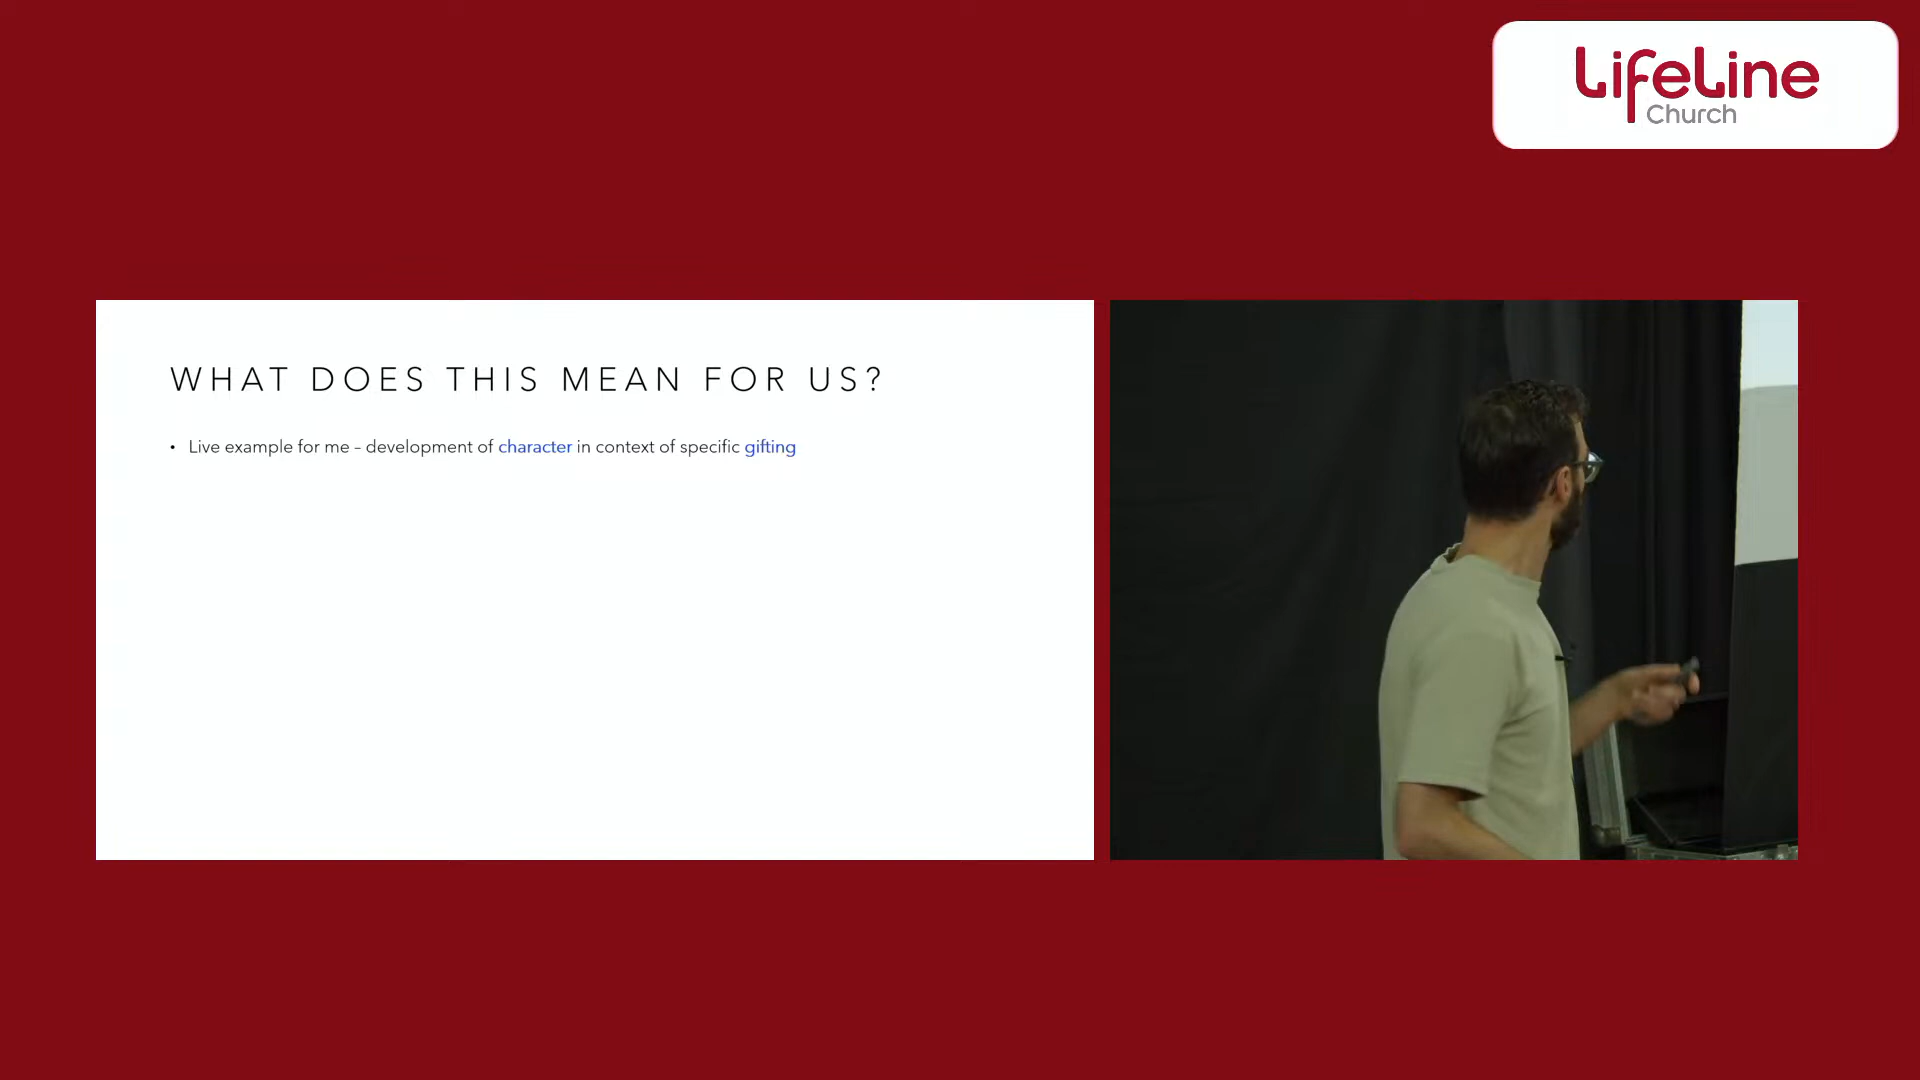 LifeLine
Church
WHAT DOES THIS MEAN FOR US?
• Live example for me – development of character in context of specific gifting